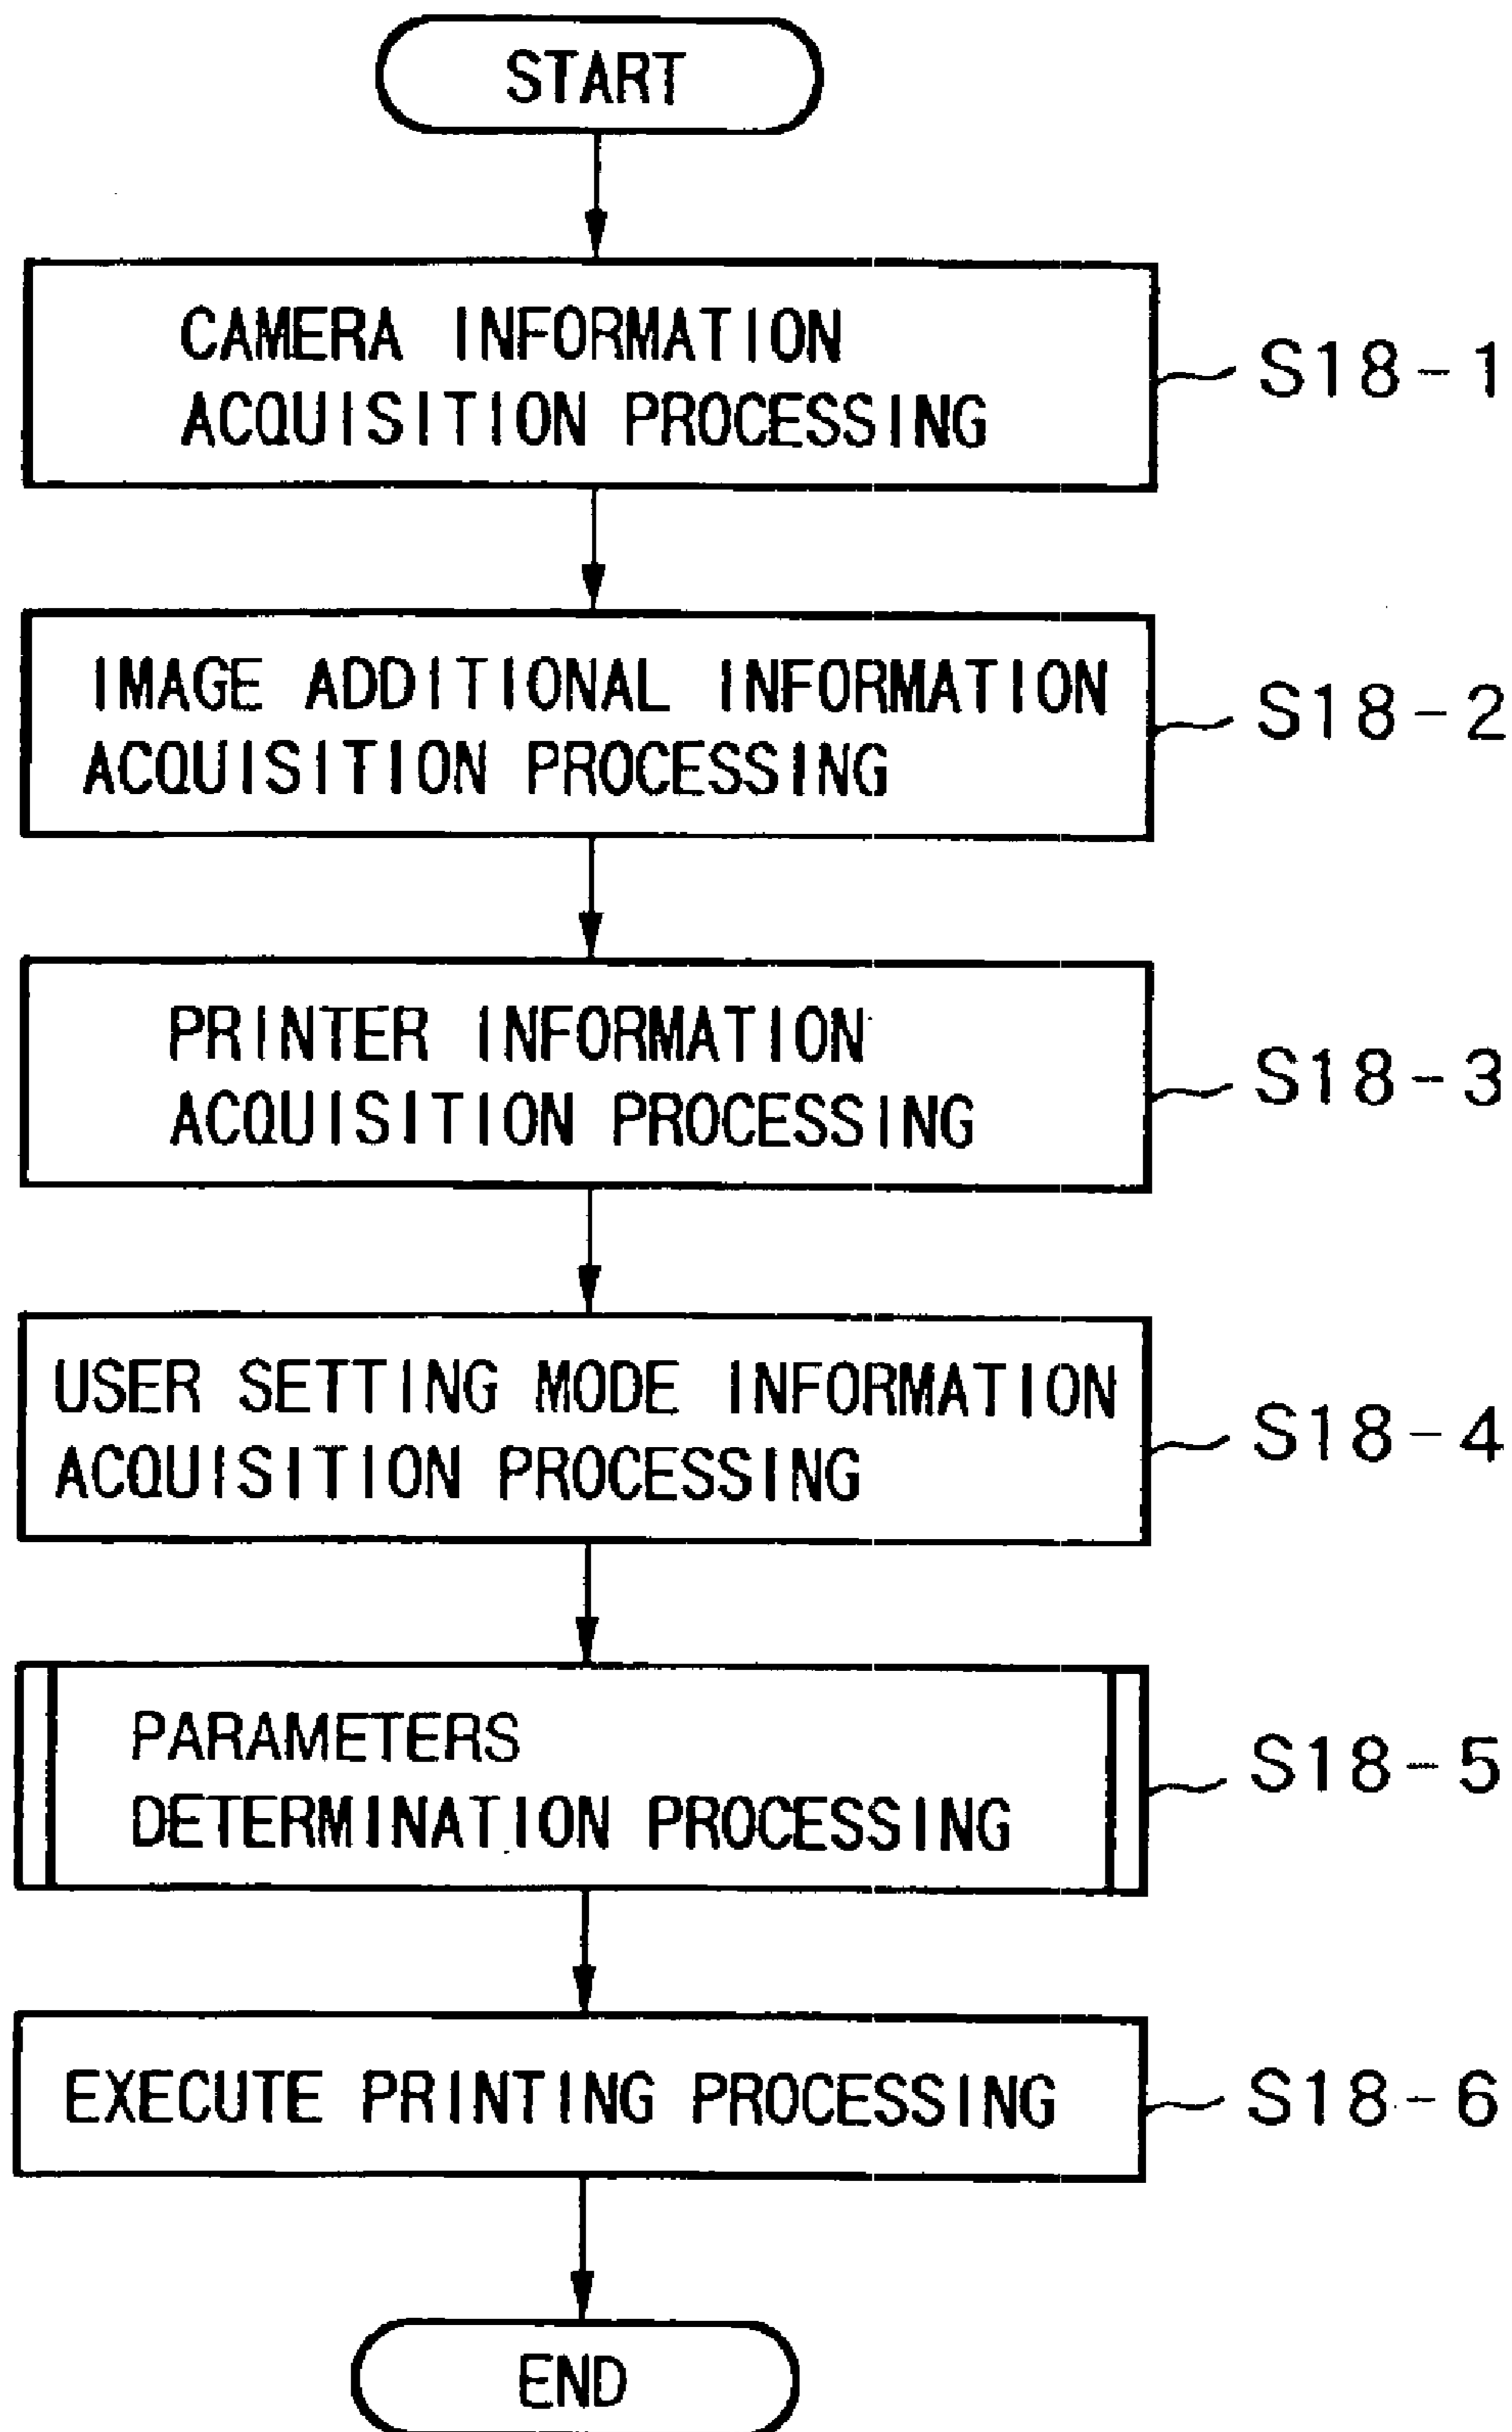 START
CAMERA INFORMATION
ACQUISITION PROCESSING
S18-1
IMAGE ADDITIONAL INFORMATION
ACQUISITION PROCESSING
S18-2
PRINTER INFORMATION
ACQUISITION PROCESSING
S18-3
USER SETTING MODE INFORMATION
ACQUISITION PROCESSING
S18-4
PARAMETERS
DETERMINATION PROCESSING
S18-5
EXECUTE PRINTING PROCESSING
S18-6
END